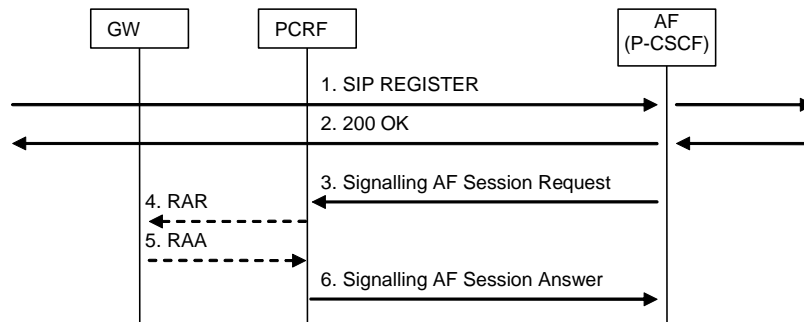 GW
PCRF
AF
(P-CSCF)
1. SIP REGISTER
2. 200 OK
3. Signalling AF Session Request
4. RAR
5. RAA
6. Signalling AF Session Answer